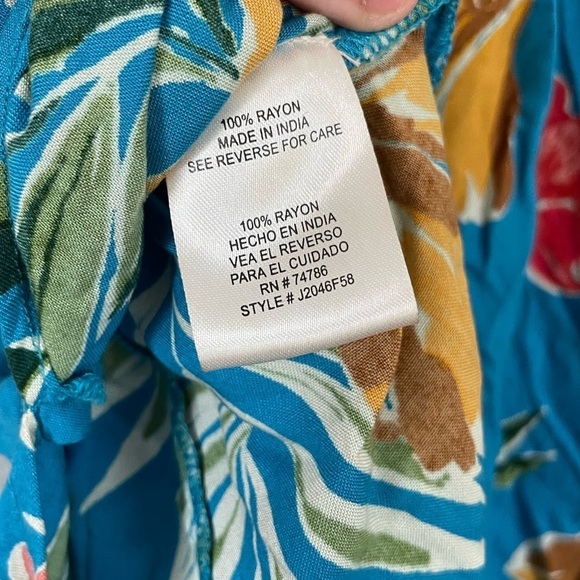 100% RAYON
MADE IN INDIA
SEE REVERSE FOR CARE
100% RAYON
HECHO EN INDIA
VEA EL REVERSO
PARA EL CUIDADO
RN # 74786
STYLE # J2046F58